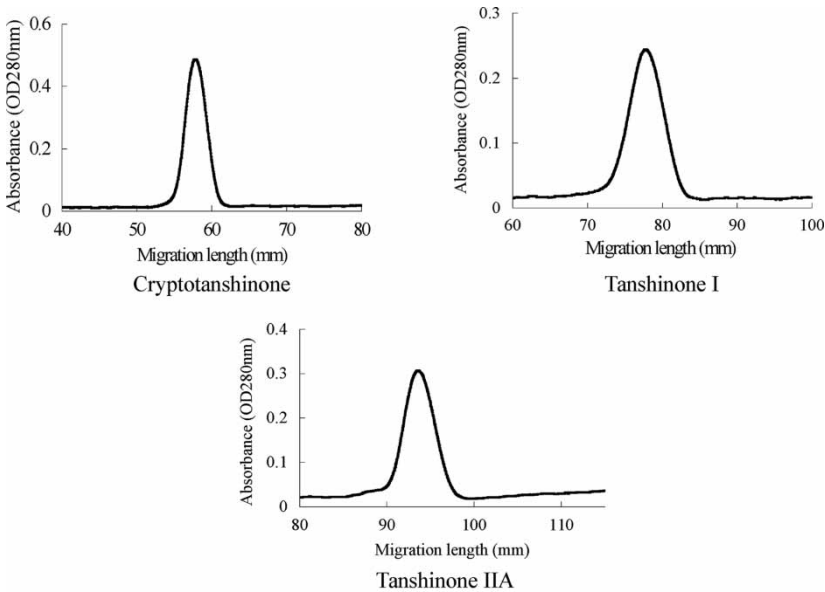 Absorbance (OD280nm)
0.6
0.4
0.2
0
40 50 60 70 80
Migration length (mm)
Cryptotanshinone
Absorbance (OD280nm)
0.3
0.2
0.1
0
60 70 80 90 100
Migration length (mm)
Tanshinone I
Absorbance (OD280nm)
0.4
0.3
0.2
0.1
0
80 90 100 110
Migration length (mm)
Tanshinone IIA